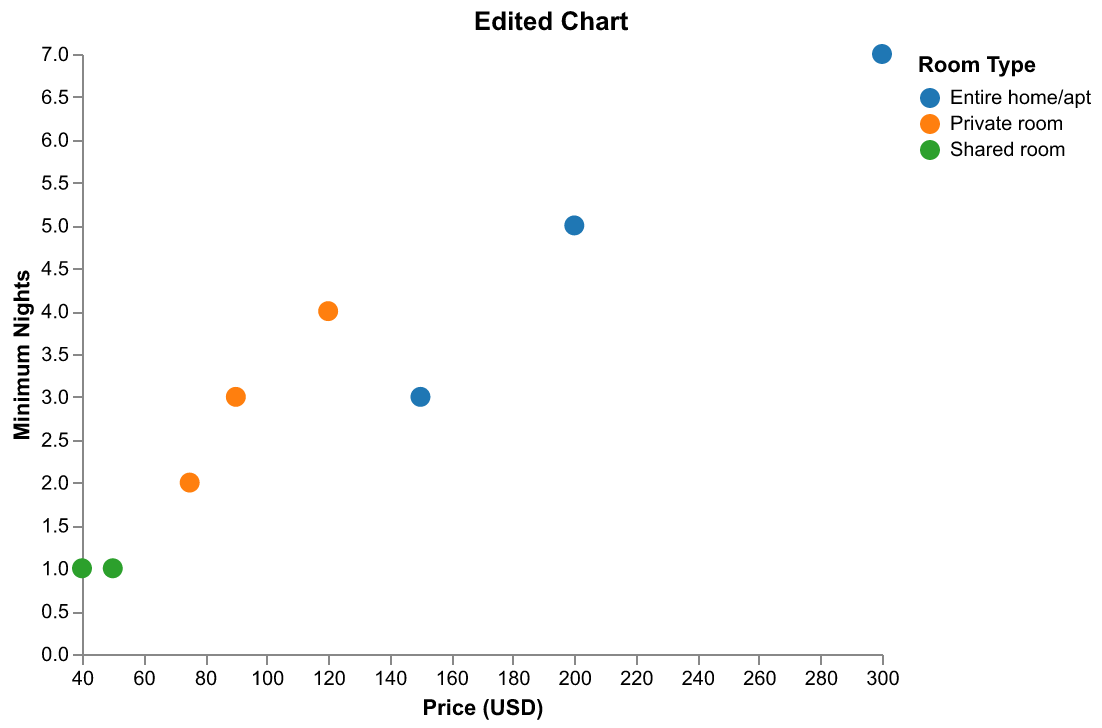 Edited Chart
7.0
6.5
6.0
5.5
5.0
4.5
4.0
3.5
3.0
2.5
2.0
1.5
1.0
0.5
0.0
Minimum Nights
40 60 80 100 120 140 160 180 200 220 240 260 280 300
Price (USD)
Room Type
Entire home/apt
Private room
Shared room